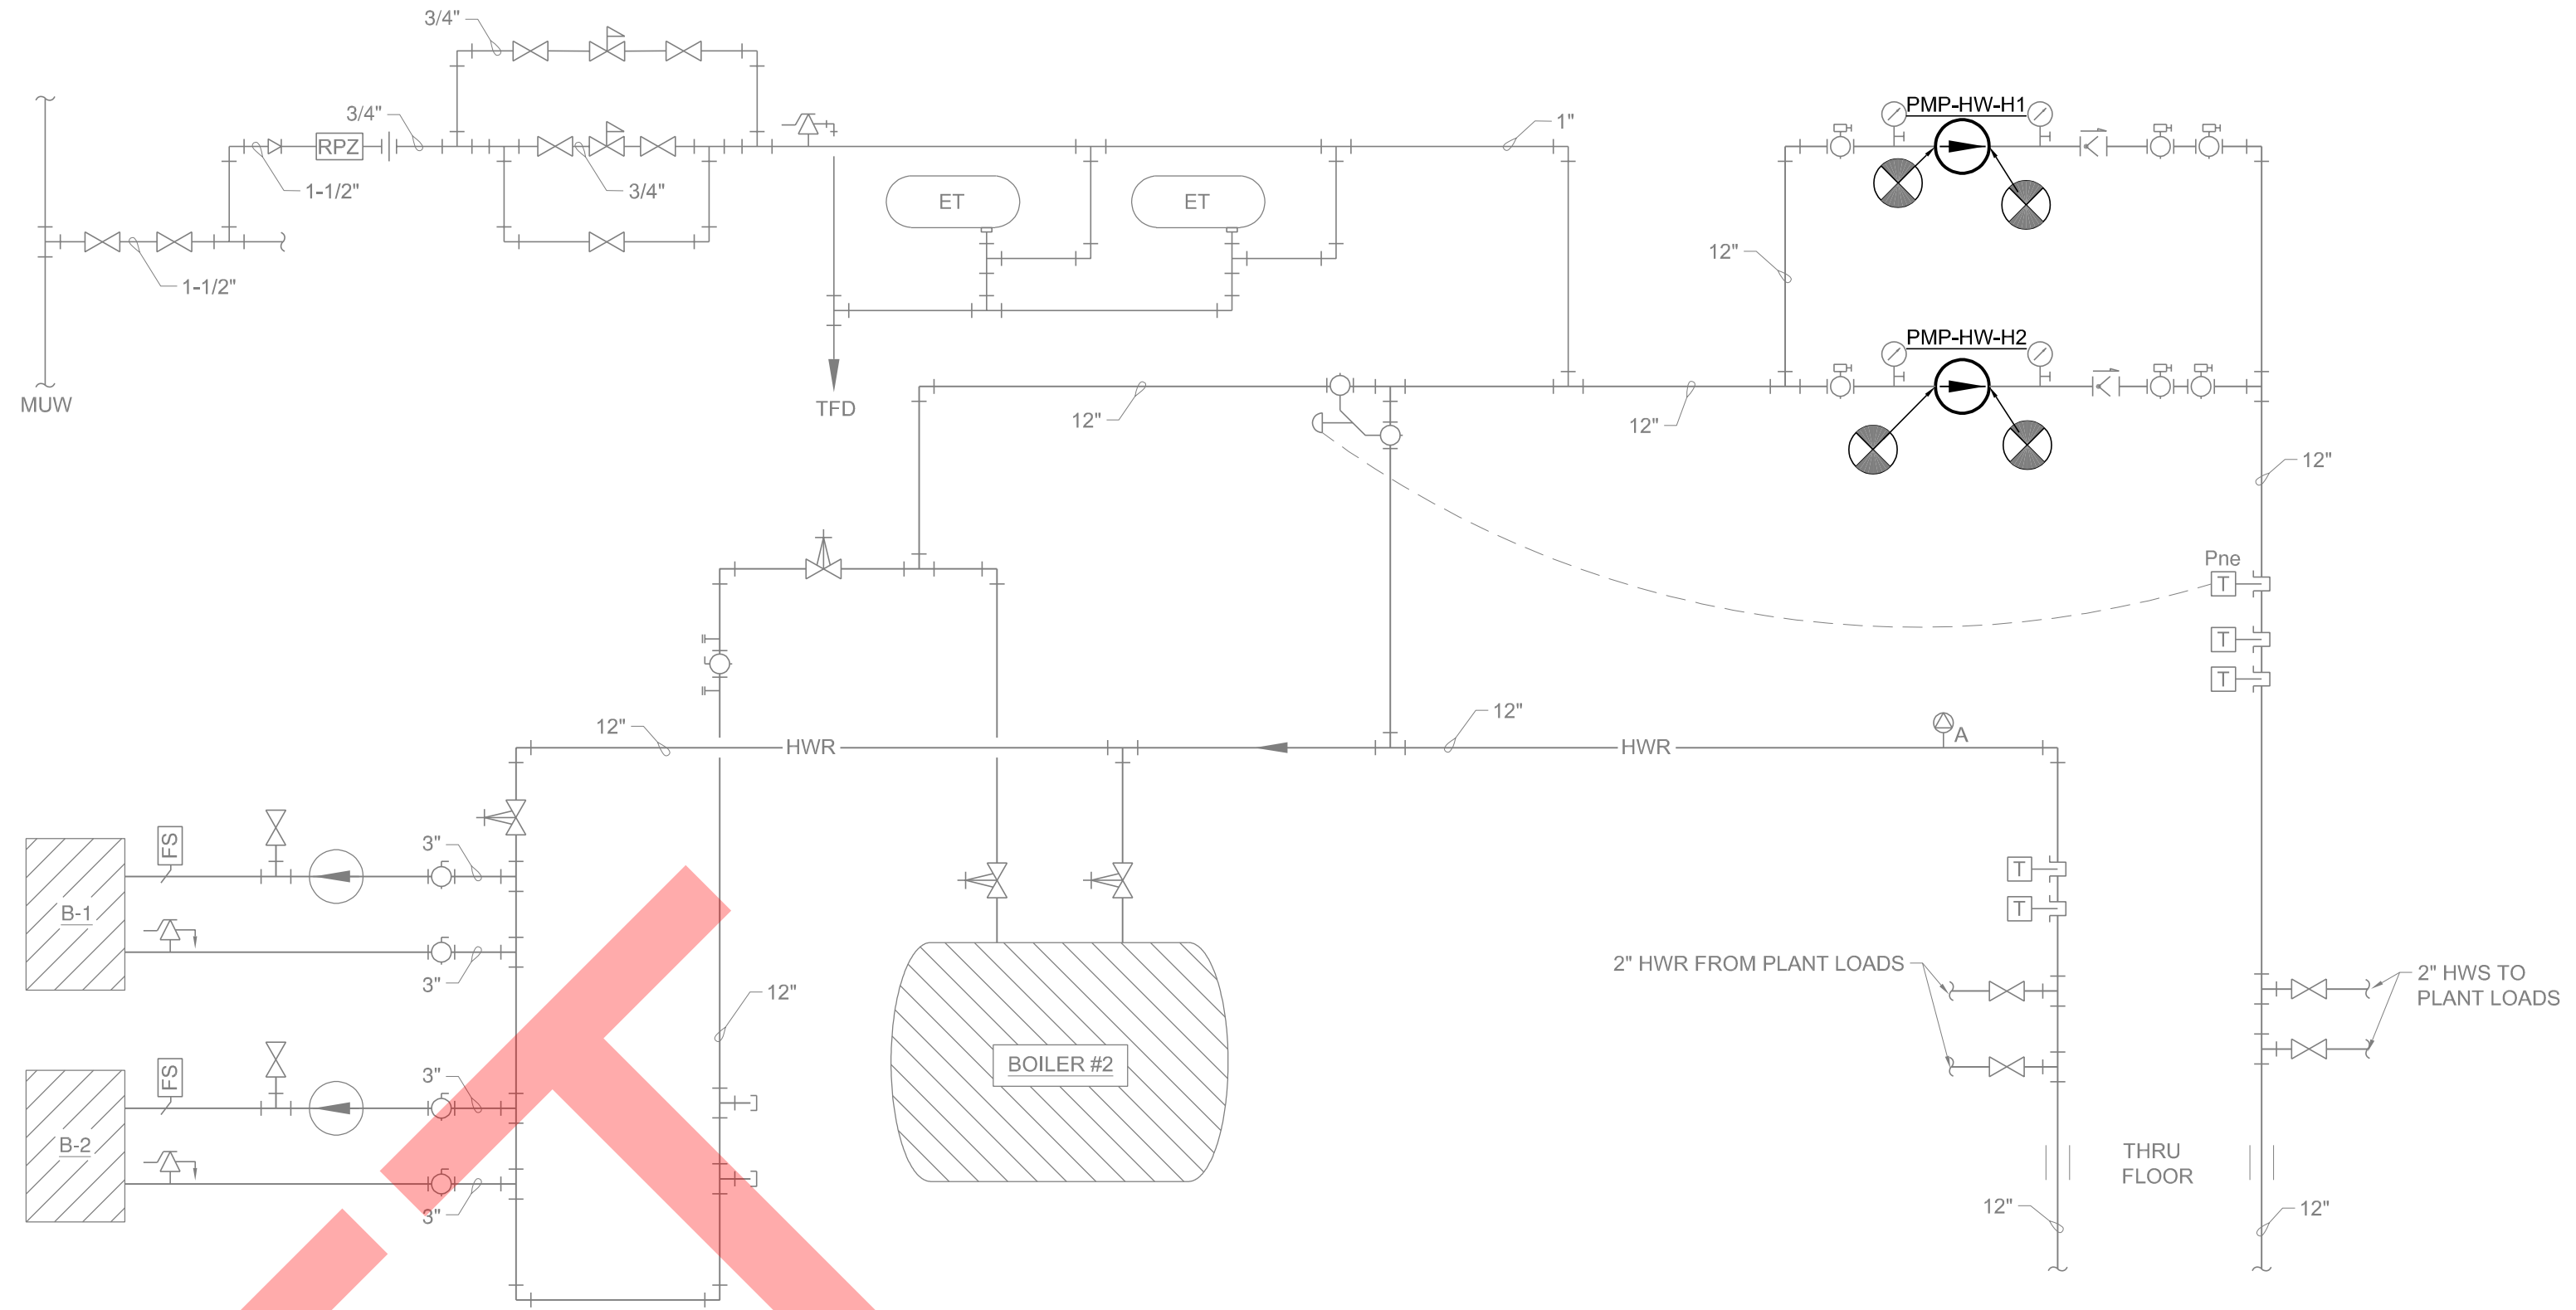 3/4"
3/4"
RPZ
1-1/2"
3/4"
1-1/2"
MUW
ET
ET
TFD
1"
PMP-HW-H1
12"
PMP-HW-H2
12"
12"
12"
Pne
T
T
T
12"
HWR
12"
HWR
A
FS
3"
B-1
3"
T
T
2" HWR FROM PLANT LOADS
2" HWS TO
PLANT LOADS
12"
BOILER #2
FS
3"
B-2
3"
THRU
FLOOR
12"
12"